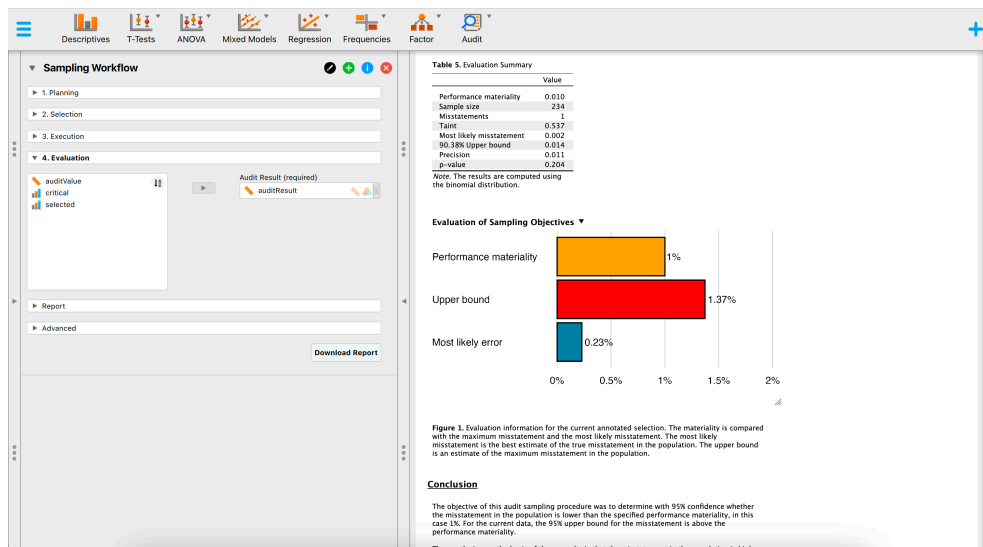 Descriptives
T-Tests
ANOVA
Mixed Models
Regression
Frequencies
Factor
Audit
Sampling Workflow
1. Planning
2. Selection
3. Execution
4. Evaluation
auditValue
critical
selected
Audit Result (required)
auditResult
Report
Advanced
Download Report
Table 5. Evaluation Summary
Value
Performance materiality 0.010
Sample size 234
Misstatements 1
Taint 0.537
Most likely misstatement 0.002
90.38% Upper bound 0.014
Precision 0.011
p-value 0.204
Note. The results are computed using
the binomial distribution.
Evaluation of Sampling Objectives
Performance materiality 1%
Upper bound 1.37%
Most likely error 0.23%
0% 0.5% 1% 1.5% 2%
Figure 1. Evaluation information for the current annotated selection. The materiality is compared
with the maximum misstatement and the most likely misstatement. The most likely
misstatement is the best estimate of the true misstatement in the population. The upper bound
is an estimate of the maximum misstatement in the population.
Conclusion
The objective of this audit sampling procedure was to determine with 95% confidence whether
the misstatement in the population is lower than the specified performance materiality, in this
case 1%. For the current data, the 95% upper bound for the misstatement is above the
performance materiality.